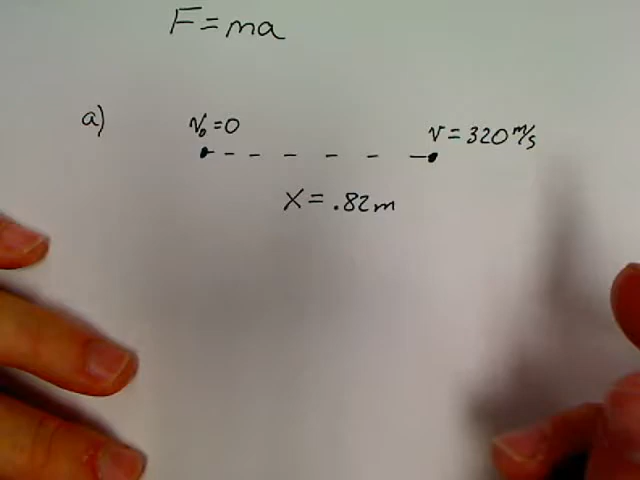 F=ma
a)
v₀=0
v=320 m/s
x=.82m